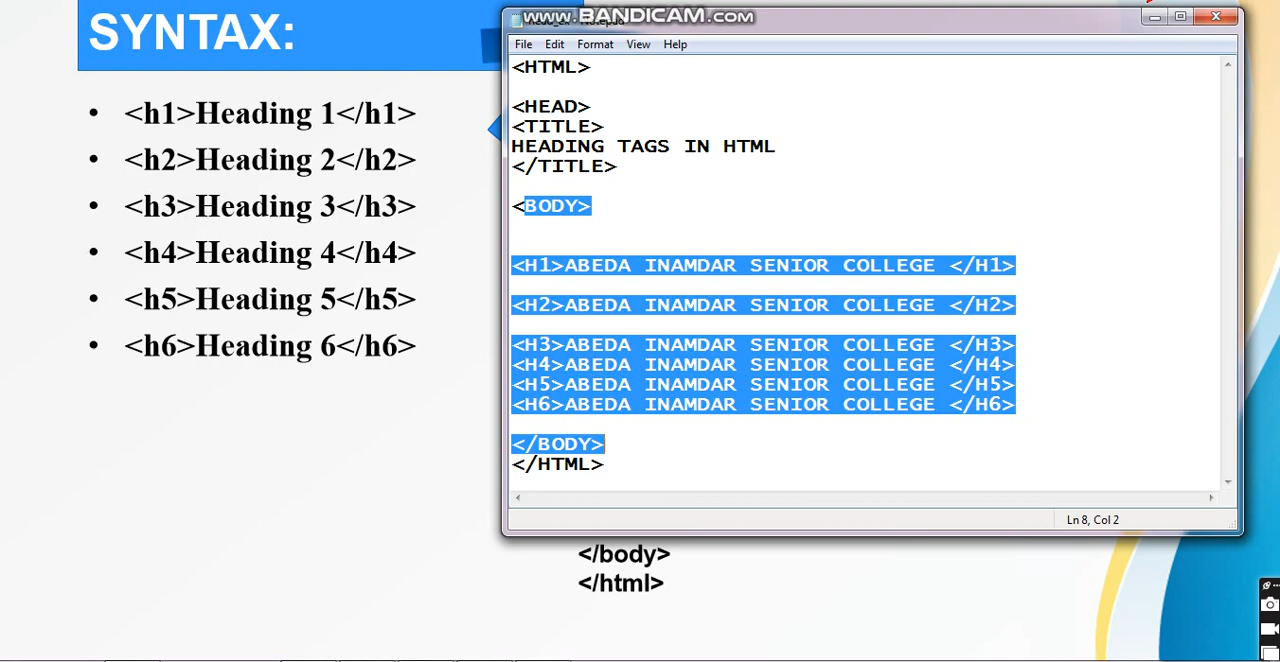 SYNTAX:
• <h1>Heading 1</h1>
• <h2>Heading 2</h2>
• <h3>Heading 3</h3>
• <h4>Heading 4</h4>
• <h5>Heading 5</h5>
• <h6>Heading 6</h6>
www.BANDICAM.com
File Edit Format View Help
<HTML>
<HEAD>
<TITLE>
HEADING TAGS IN HTML
</TITLE>
<BODY>
<H1>ABEDA INAMDAR SENIOR COLLEGE </H1>
<H2>ABEDA INAMDAR SENIOR COLLEGE </H2>
<H3>ABEDA INAMDAR SENIOR COLLEGE </H3>
<H4>ABEDA INAMDAR SENIOR COLLEGE </H4>
<H5>ABEDA INAMDAR SENIOR COLLEGE </H5>
<H6>ABEDA INAMDAR SENIOR COLLEGE </H6>
</BODY>
</HTML>
Ln 8, Col 2
</body>
</html>